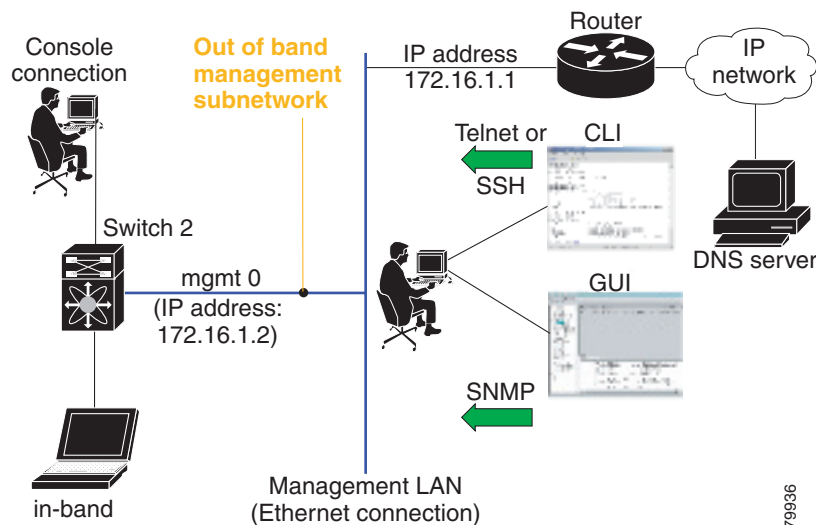 Console
connection
Out of band
management
subnetwork
IP address
172.16.1.1
Router
IP
network
Telnet or
SSH
CLI
DNS server
Switch 2
mgmt 0
(IP address:
172.16.1.2)
GUI
SNMP
in-band
Management LAN
(Ethernet connection)
79936